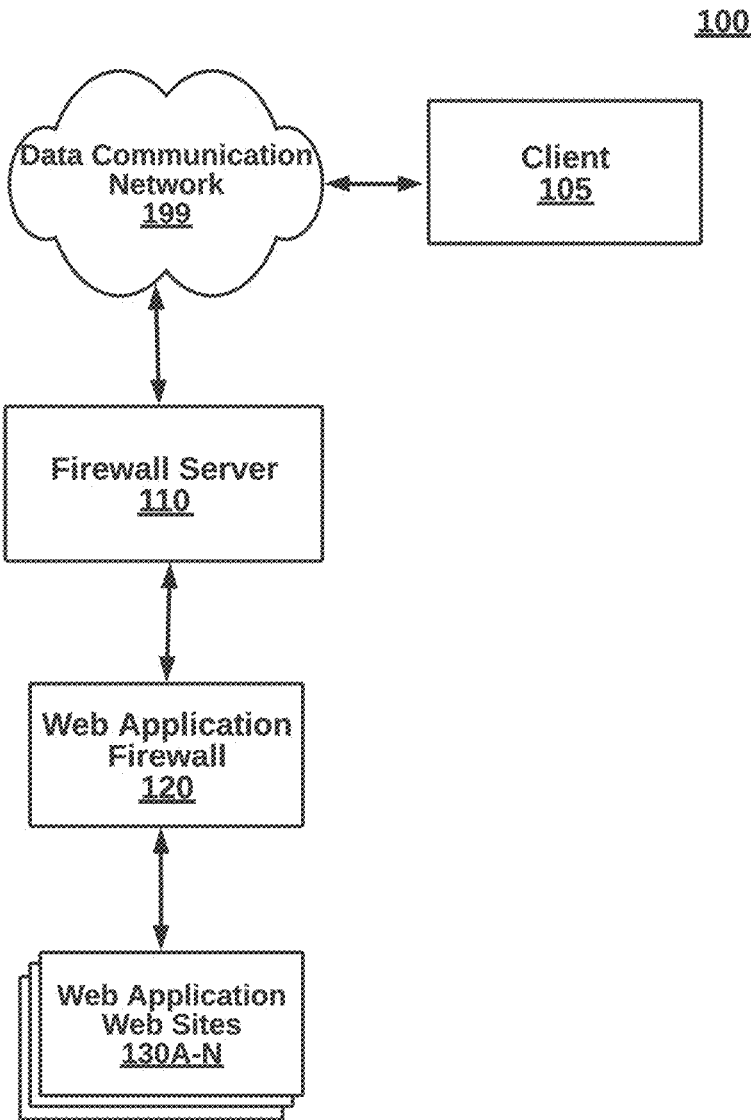 100
Data Communication
Network
199
Client
105
Firewall Server
110
Web Application
Firewall
120
Web Application
Web Sites
130A-N